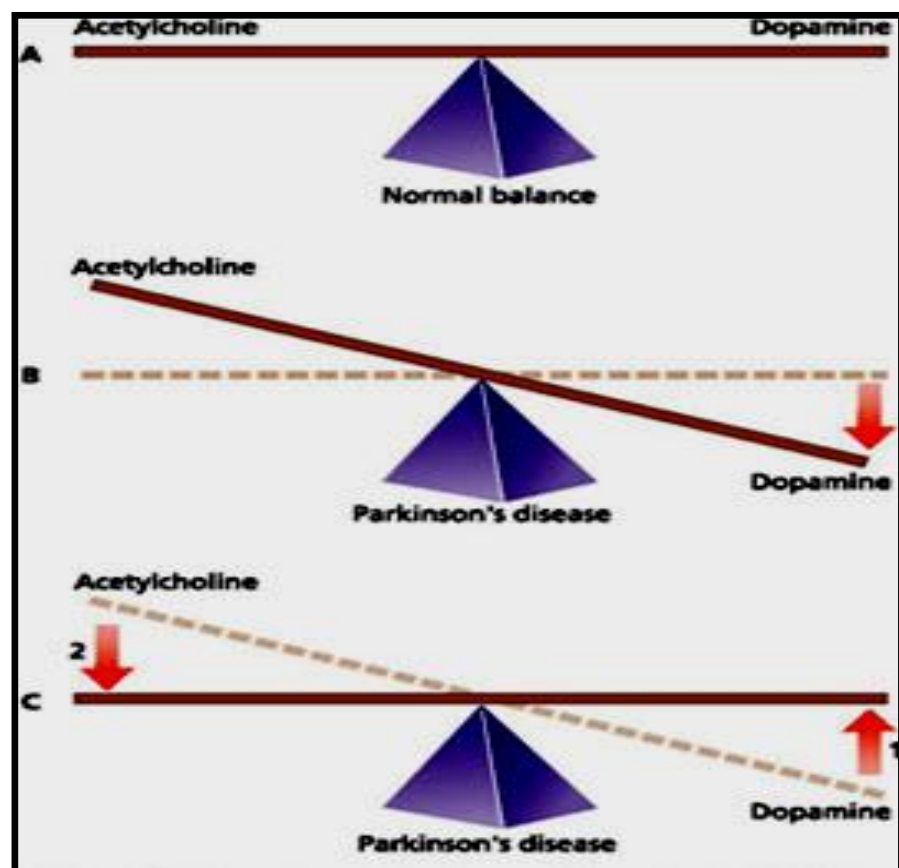 Acetylcholine Dopamine
A
Normal balance
Acetylcholine
B
Dopamine
Parkinson's disease
Acetylcholine
2
C
1
Dopamine
Parkinson's disease